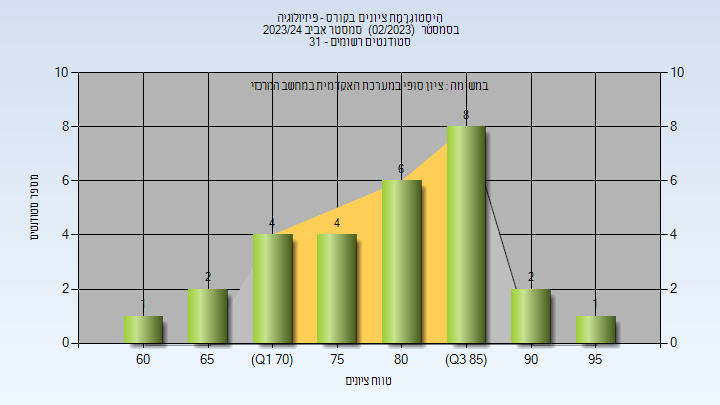 היסטוגרמת ציונים בקורס - פיזיולוגיה
בסמסטר (02/2023) סמסטר אביב 2023/24
סטודנטים רשומים - 31
במשימה : ציון סופי במערכת האקדמית במחשב המרכזי
10 10
8 8
6 6
4 4
2 2
0 0
1 2 4 4 6 8 2 1
60 65 (Q1 70) 75 80 (Q3 85) 90 95
מספר סטודנטים
טווח ציונים